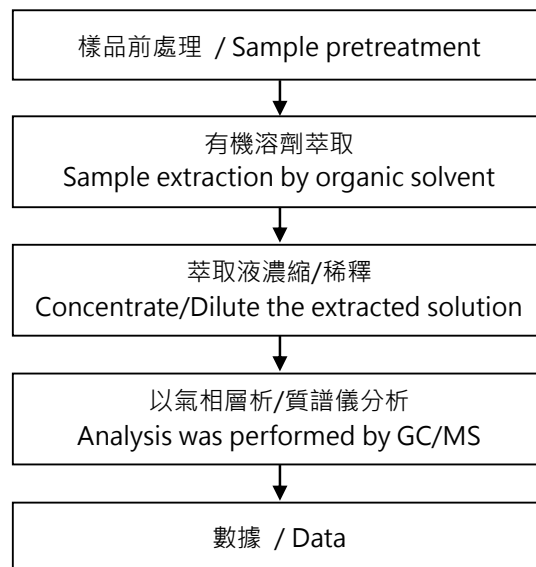 樣品前處理 / Sample pretreatment
有機溶劑萃取
Sample extraction by organic solvent
萃取液濃縮/稀釋
Concentrate/Dilute the extracted solution
以氣相層析/質譜儀分析
Analysis was performed by GC/MS
數據 / Data